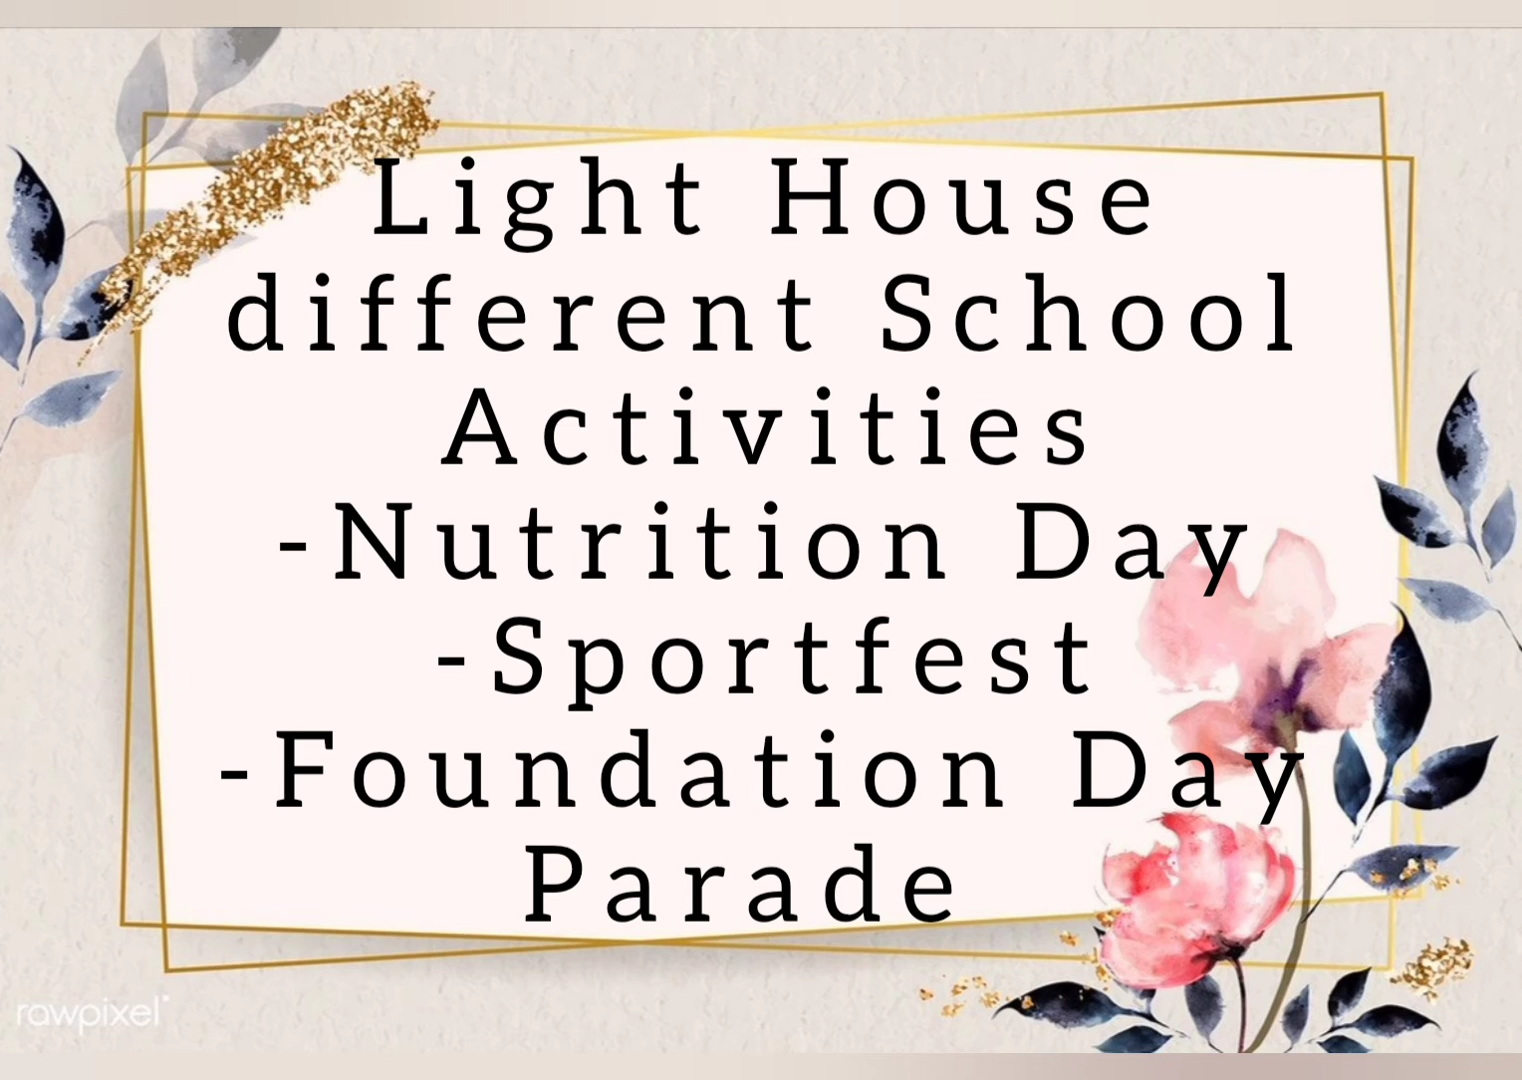 Light House
different School
Activities
-Nutrition Day
-Sportfest
-Foundation Day
Parade
rawpixel